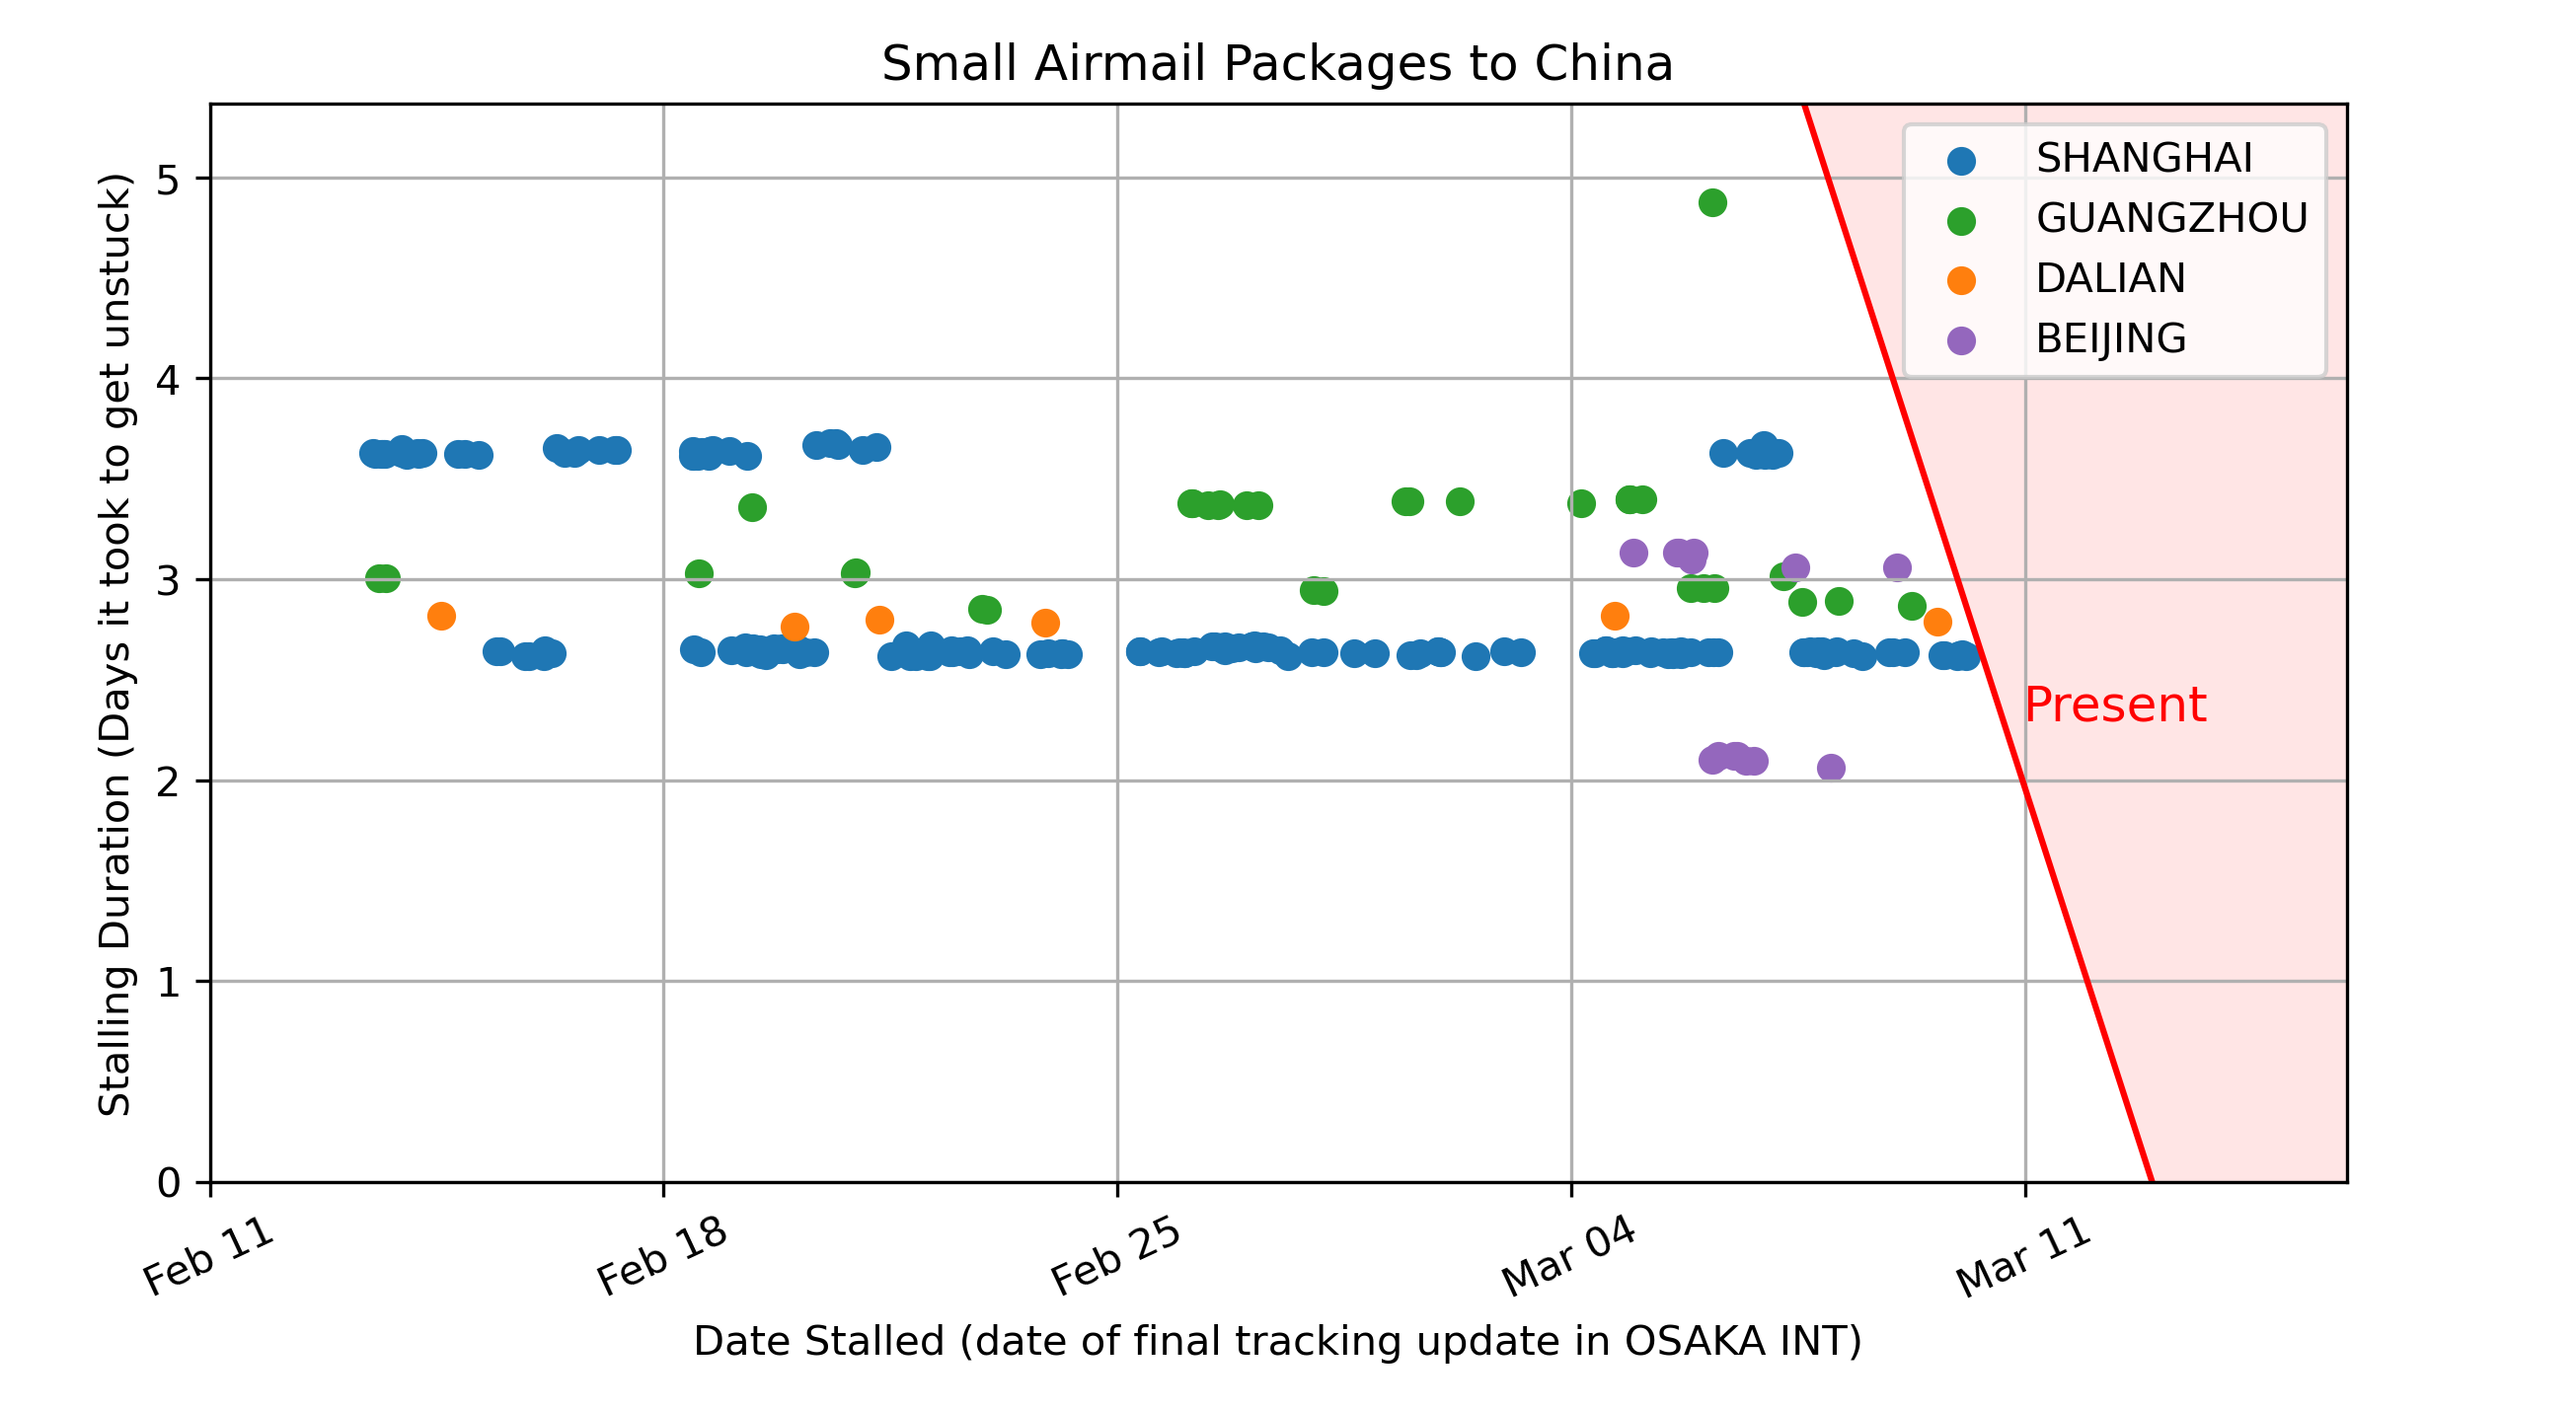 Small Airmail Packages to China
Stalling Duration (Days it took to get unstuck)
5
4
3
2
1
0
SHANGHAI
GUANGZHOU
DALIAN
BEIJING
Present
Feb 11
Feb 18
Feb 25
Mar 04
Mar 11
Date Stalled (date of final tracking update in OSAKA INT)